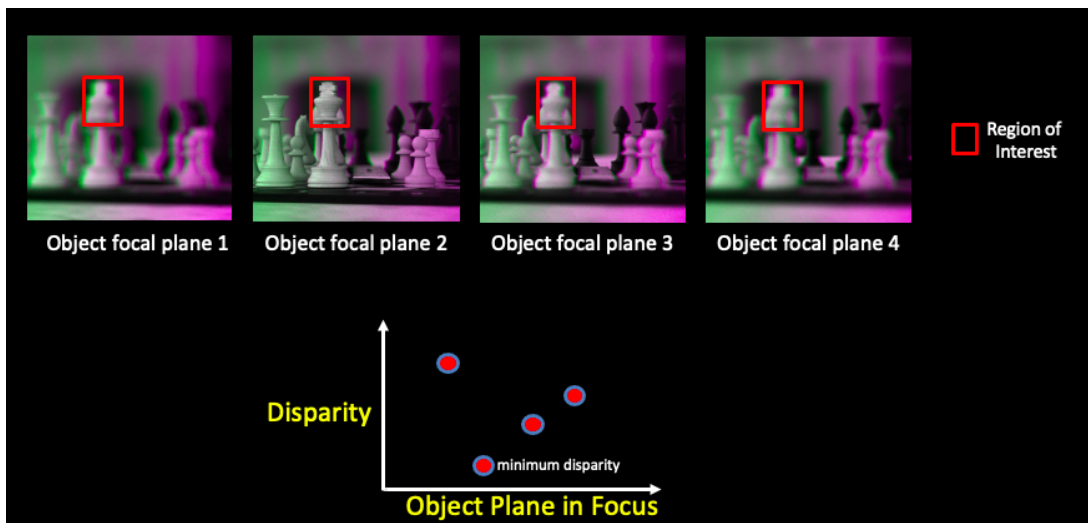 Region of
Interest
Object focal plane 1
Object focal plane 2
Object focal plane 3
Object focal plane 4
Disparity
minimum disparity
Object Plane in Focus